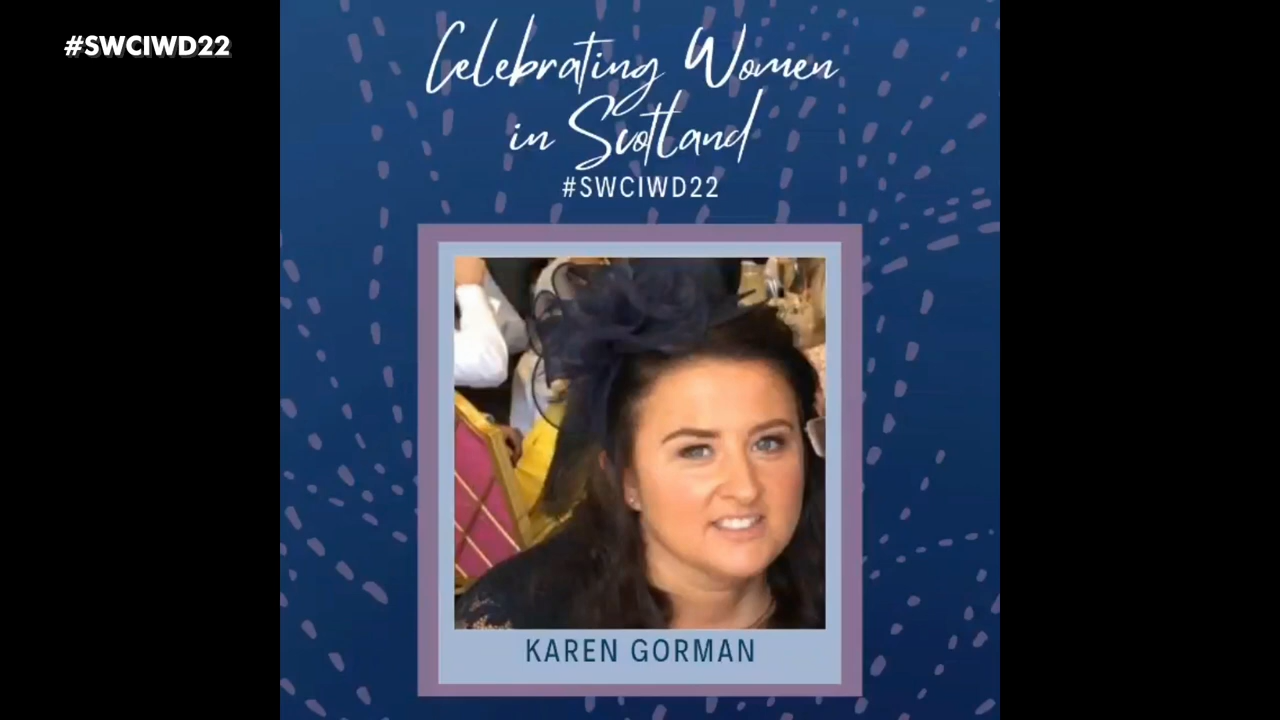 #SWCIWD22
Celebrating Women
in Scotland
#SWCIWD22
KAREN GORMAN